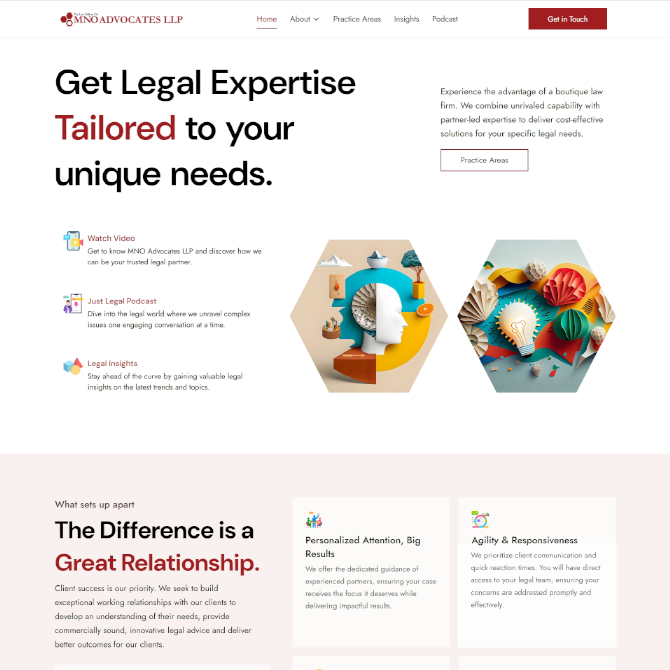 The Law Offices Of
MNO ADVOCATES LLP
Home
About
Practice Areas
Insights
Podcast
Get in Touch
Get Legal Expertise
Tailored to your
unique needs.
Experience the advantage of a boutique law
firm. We combine unrivaled capability with
partner-led expertise to deliver cost-effective
solutions for your specific legal needs.
Practice Areas
Watch Video
Get to know MNO Advocates LLP and discover how we
can be your trusted legal partner.
Just Legal Podcast
Dive into the legal world where we unravel complex
issues one engaging conversation at a time.
Legal Insights
Stay ahead of the curve by gaining valuable legal
insights on the latest trends and topics.
What sets up apart
The Difference is a
Great Relationship.
Client success is our priority. We seek to build
exceptional working relationships with our clients to
develop an understanding of their needs, provide
commercially sound, innovative legal advice and deliver
better outcomes for our clients.
Personalized Attention, Big
Results
We offer the dedicated guidance of
experienced partners, ensuring your case
receives the focus it deserves while
delivering impactful results.
Agility & Responsiveness
We prioritize client communication and
quick reaction times. You will have direct
access to your legal team, ensuring your
concerns are addressed promptly and
effectively.